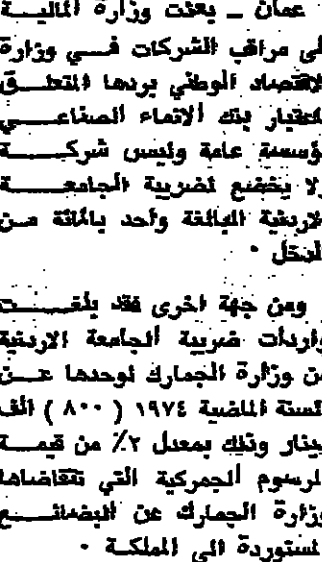 عمان ـ بعثت وزارة المالية
الى مراقب الشركات في وزارة
الاقتصاد الوطني بردها المتعلق
باعتبار بنك الانماء الصناعي
مؤسسة عامة وليس شركة
ولا يخضع لضريبة الجامعة
الاردنية البالغة واحد بالمائة من
الدخل ٠
ومن جهة اخرى فقد بلغت
واردات ضريبة الجامعة الاردنية
من وزارة الجمارك لوحدها عن
السنة الماضية ١٩٧٤ ( ٨٠٠ ) الف
دينار وذلك بمعدل ٢٪ من قيمة
الرسوم الجمركية التي تتقاضاها
وزارة الجمارك عن البضائع
المستوردة الى المملكة ٠